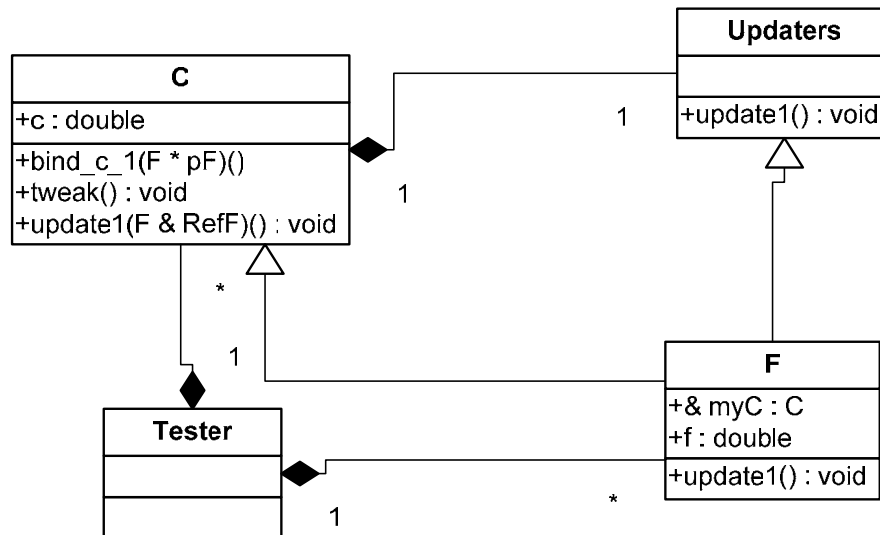 Updaters
+update1() : void
C
+c : double
+bind_c_1(F * pF)()
+tweak() : void
+update1(F & RefF)() : void
1
1
*
1
F
+& myC : C
+f : double
+update1() : void
Tester
1
*